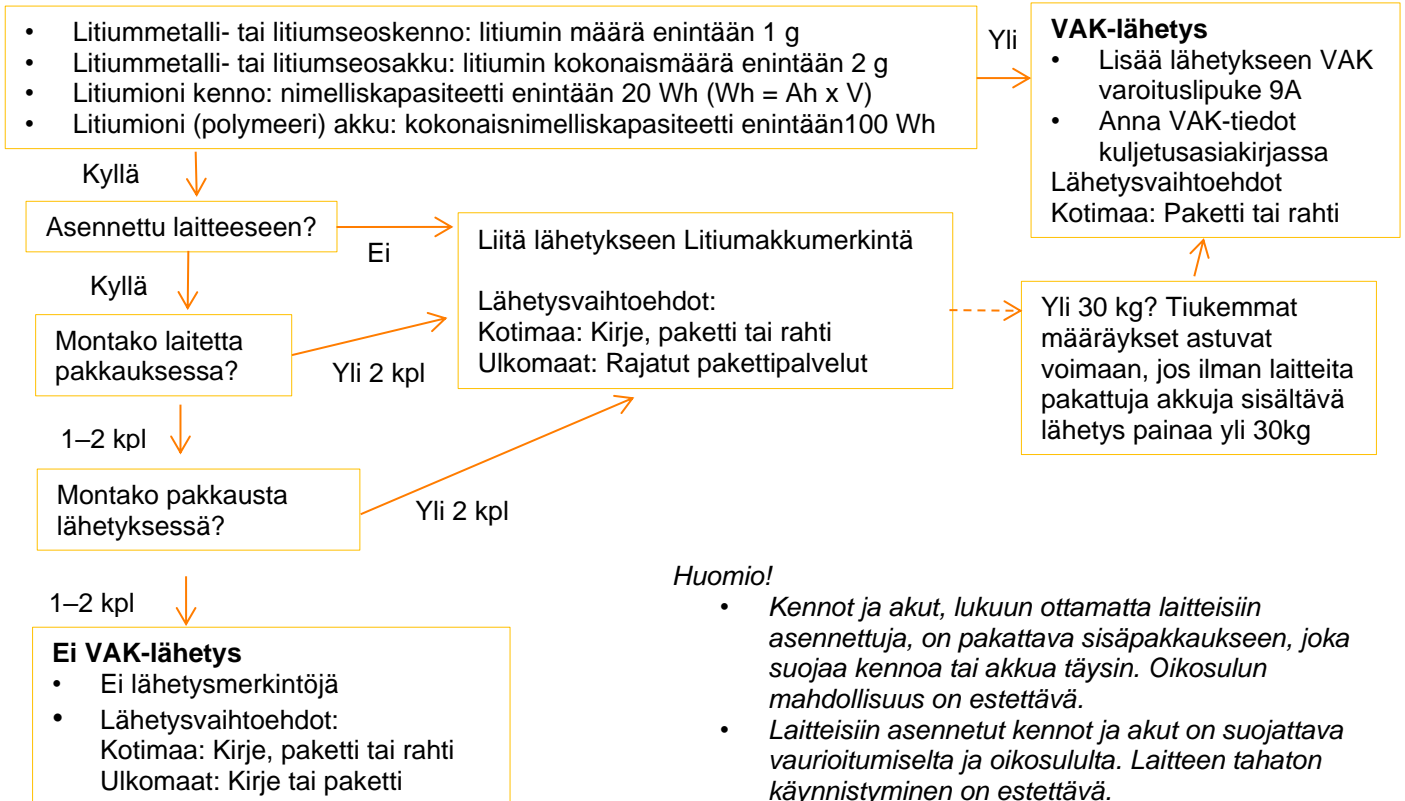 • Litiummetalli- tai litiumseoskenno: litiumin määrä enintään 1 g
• Litiummetalli- tai litiumseosakku: litiumin kokonaismäärä enintään 2 g
• Litiumioni kenno: nimelliskapasiteetti enintään 20 Wh (Wh = Ah x V)
• Litiumioni (polymeeri) akku: kokonaisnimelliskapasiteetti enintään100 Wh
Yli
VAK-lähetys
• Lisää lähetykseen VAK
varoituslipuke 9A
• Anna VAK-tiedot
kuljetusasiakirjassa
Lähetysvaihtoehdot
Kotimaa: Paketti tai rahti
Kyllä
Asennettu laitteeseen?
Ei
Liitä lähetykseen Litiumakkumerkintä
Lähetysvaihtoehdot:
Kotimaa: Kirje, paketti tai rahti
Ulkomaat: Rajatut pakettipalvelut
Yli 30 kg? Tiukemmat
määräykset astuvat
voimaan, jos ilman laitteita
pakattuja akkuja sisältävä
lähetys painaa yli 30kg
Kyllä
Montako laitetta
pakkauksessa?
Yli 2 kpl
1–2 kpl
Montako pakkausta
lähetyksessä?
Yli 2 kpl
1–2 kpl
Ei VAK-lähetys
• Ei lähetysmerkintöjä
• Lähetysvaihtoehdot:
Kotimaa: Kirje, paketti tai rahti
Ulkomaat: Kirje tai paketti
Huomio!
• Kennot ja akut, lukuun ottamatta laitteisiin
asennettuja, on pakattava sisäpakkaukseen, joka
suojaa kennoa tai akkua täysin. Oikosulun
mahdollisuus on estettävä.
• Laitteisiin asennetut kennot ja akut on suojattava
vaurioitumiselta ja oikosululta. Laitteen tahaton
käynnistyminen on estettävä.